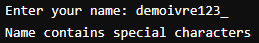 Enter your name: demoivre123_
Name contains special characters